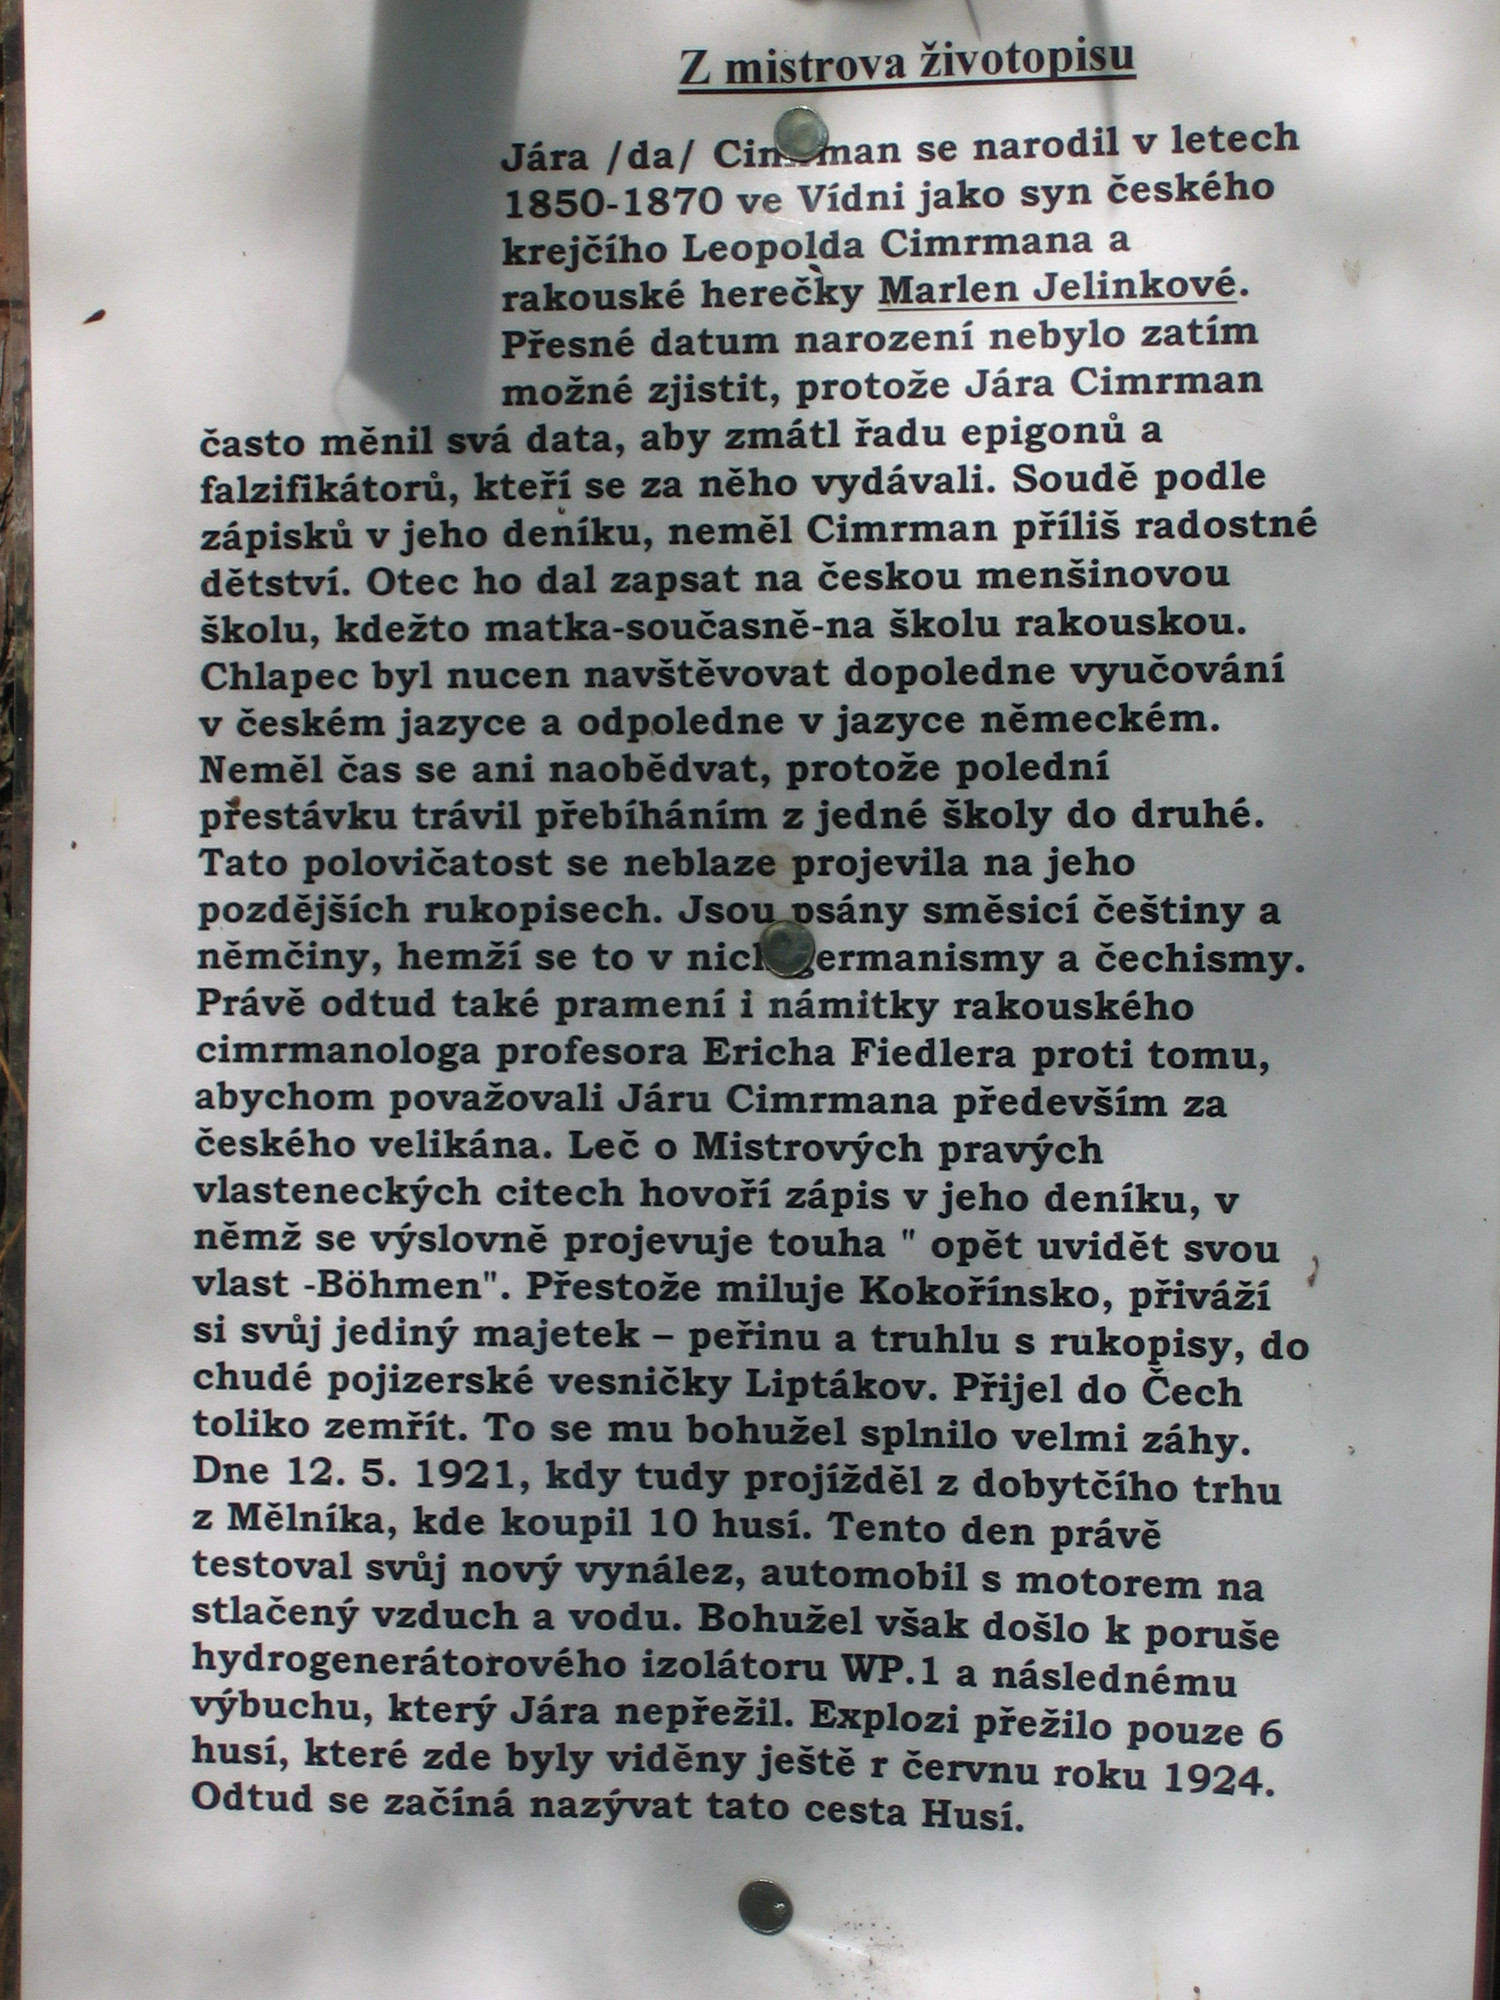 Z mistrova životopisu
Jára /da/ Cimrman se narodil v letech
1850-1870 ve Vídni jako syn českého
krejčího Leopolda Cimrmana a
rakouské herečky Marlen Jelinkové.
Přesné datum narození nebylo zatím
možné zjistit, protože Jára Cimrman
často měnil svá data, aby zmátl řadu epigonů a
falzifikátorů, kteří se za něho vydávali. Soudě podle
zápisků v jeho deníku, neměl Cimrman příliš radostné
dětství. Otec ho dal zapsat na českou menšinovou
školu, kdežto matka-současně-na školu rakouskou.
Chlapec byl nucen navštěvovat dopoledne vyučování
v českém jazyce a odpoledne v jazyce německém.
Neměl čas se ani naobědvat, protože polední
přestávku trávil přebíháním z jedné školy do druhé.
Tato polovičatost se neblaze projevila na jeho
pozdějších rukopisech. Jsou psány směsicí češtiny a
němčiny, hemží se to v nich germanismy a čechismy.
Právě odtud také pramení i námitky rakouského
cimrmanologa profesora Ericha Fiedlera proti tomu,
abychom považovali Járu Cimrmana především za
českého velikána. Leč o Mistrových pravých
vlasteneckých citech hovoří zápis v jeho deníku, v
němž se výslovně projevuje touha " opět uvidět svou
vlast -Böhmen". Přestože miluje Kokořínsko, přiváží
si svůj jediný majetek – peřinu a truhlu s rukopisy, do
chudé pojizerské vesničky Liptákov. Přijel do Čech
toliko zemřít. To se mu bohužel splnilo velmi záhy.
Dne 12. 5. 1921, kdy tudy projížděl z dobytčího trhu
z Mělníka, kde koupil 10 husí. Tento den právě
testoval svůj nový vynález, automobil s motorem na
stlačený vzduch a vodu. Bohužel však došlo k poruše
hydrogenerátorového izolátoru WP.1 a následnému
výbuchu, který Jára nepřežil. Explozi přežilo pouze 6
husí, které zde byly viděny ještě r červnu roku 1924.
Odtud se začíná nazývat tato cesta Husí.